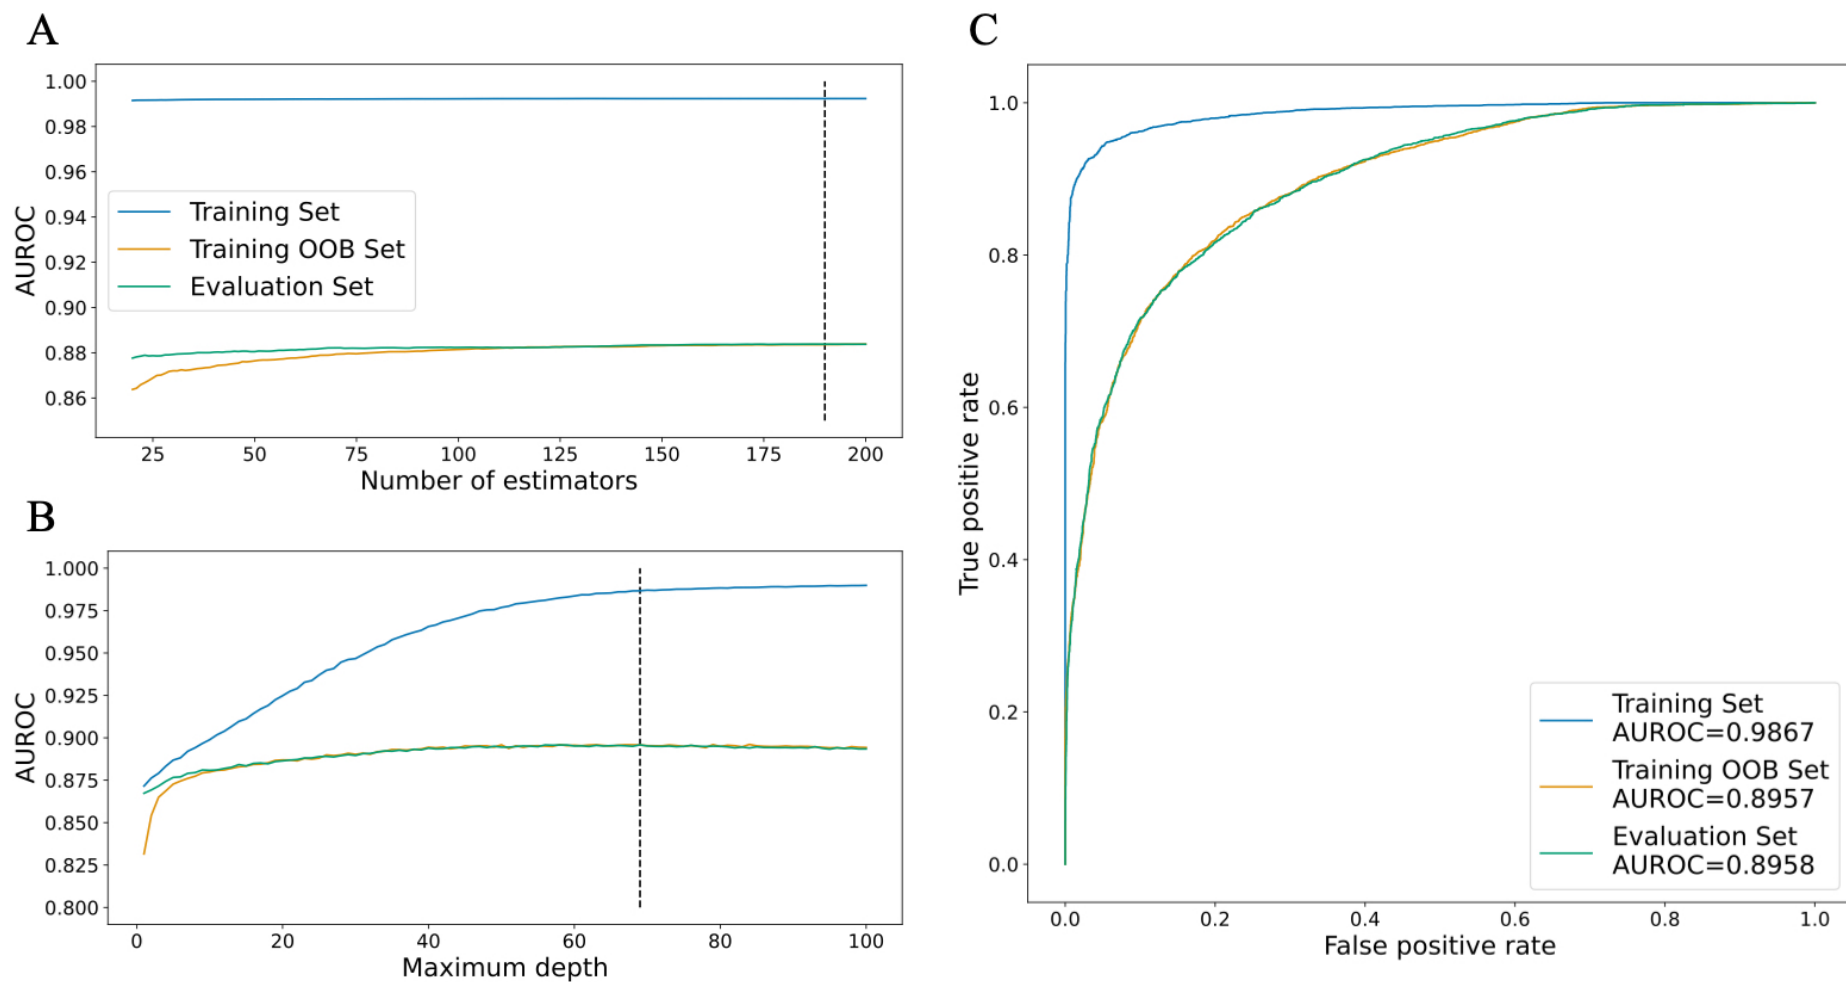 A
1.00
0.98
0.96
0.94
0.92
0.90
0.88
0.86
AUROC
Training Set
Training OOB Set
Evaluation Set
25 50 75 100 125 150 175 200
Number of estimators
B
1.000
0.975
0.950
0.925
0.900
0.875
0.850
0.825
0.800
AUROC
0 20 40 60 80 100
Maximum depth
C
1.0
0.8
0.6
0.4
0.2
0.0
True positive rate
Training Set
AUROC=0.9867
Training OOB Set
AUROC=0.8957
Evaluation Set
AUROC=0.8958
0.0 0.2 0.4 0.6 0.8 1.0
False positive rate